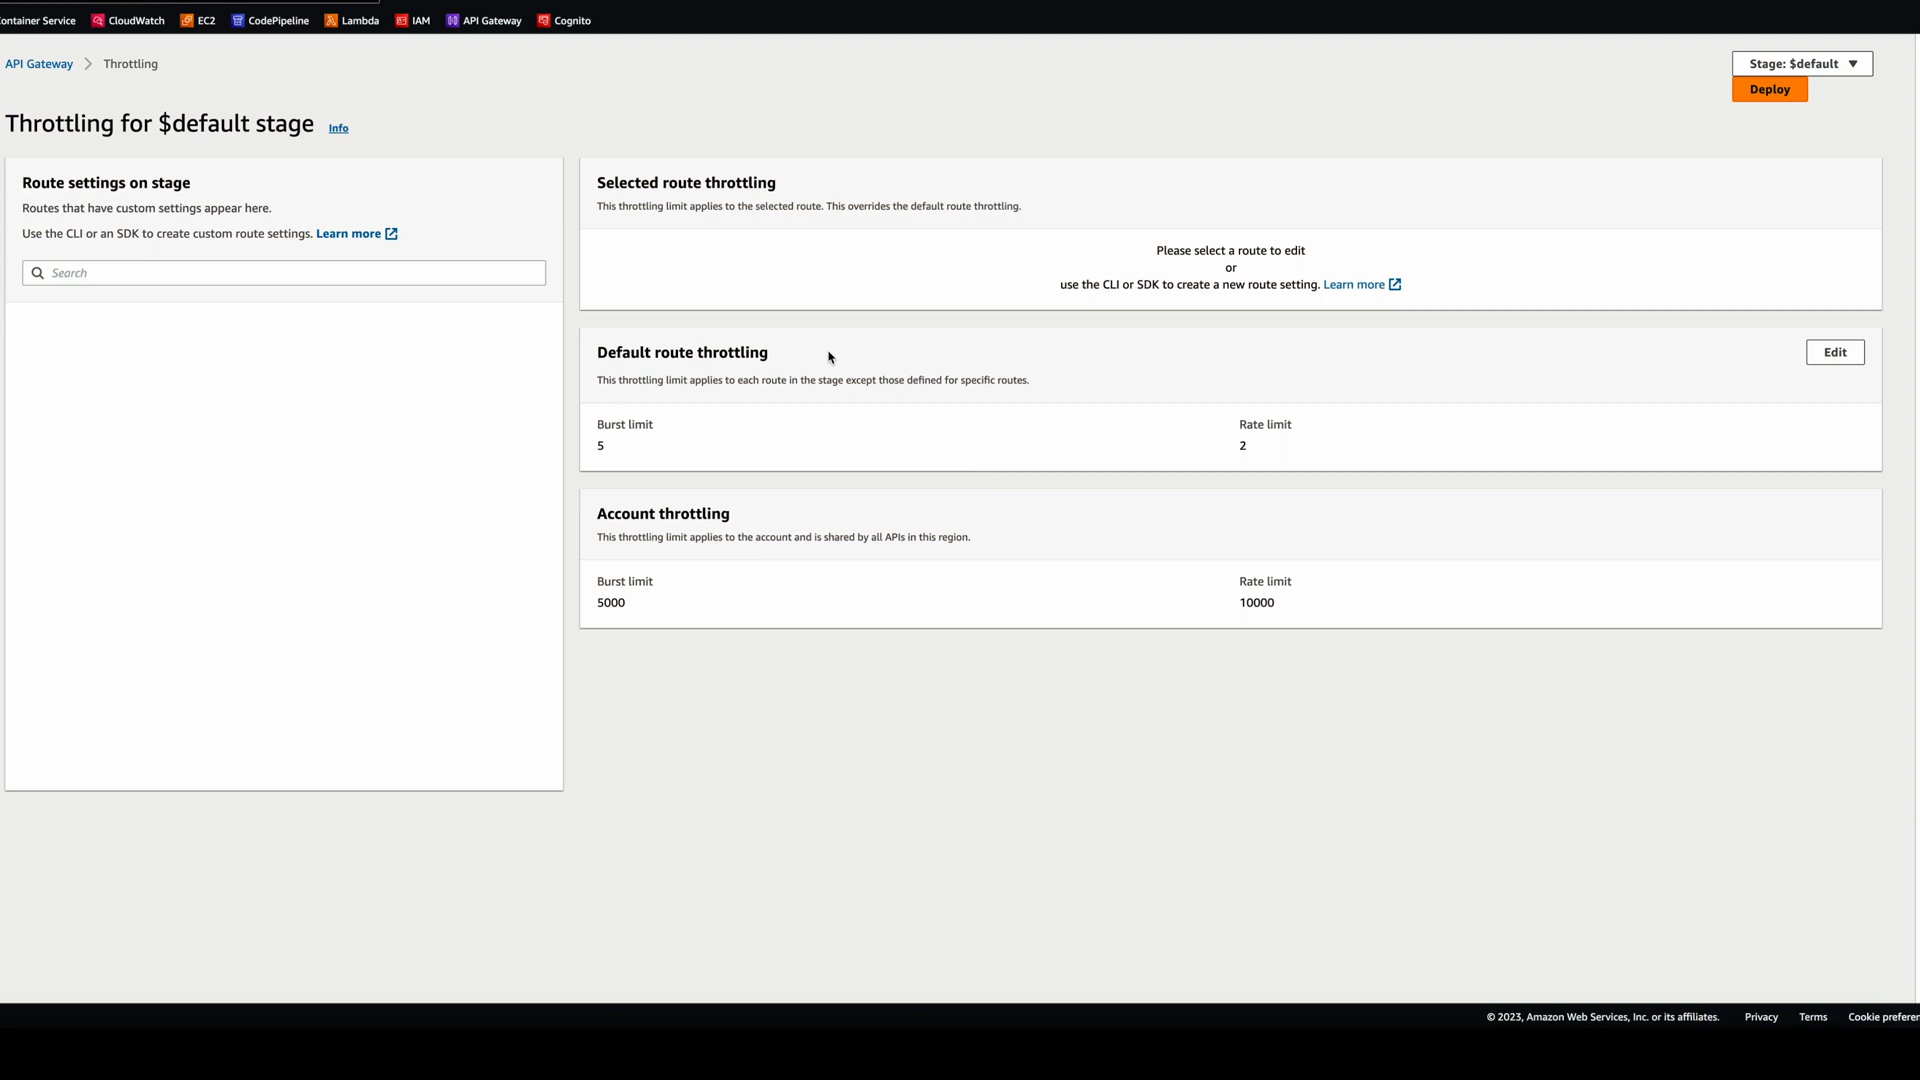 Container Service CloudWatch EC2 CodePipeline Lambda IAM API Gateway Cognito
API Gateway Throttling
Stage: $default
Deploy
Throttling for $default stage Info
Route settings on stage
Routes that have custom settings appear here.
Use the CLI or an SDK to create custom route settings. Learn more
Search
Selected route throttling
This throttling limit applies to the selected route. This overrides the default route throttling.
Please select a route to edit
or
use the CLI or SDK to create a new route setting. Learn more
Default route throttling
Edit
This throttling limit applies to each route in the stage except those defined for specific routes.
Burst limit Rate limit
5 2
Account throttling
This throttling limit applies to the account and is shared by all APIs in this region.
Burst limit Rate limit
5000 10000
© 2023, Amazon Web Services, Inc. or its affiliates. Privacy Terms Cookie prefere